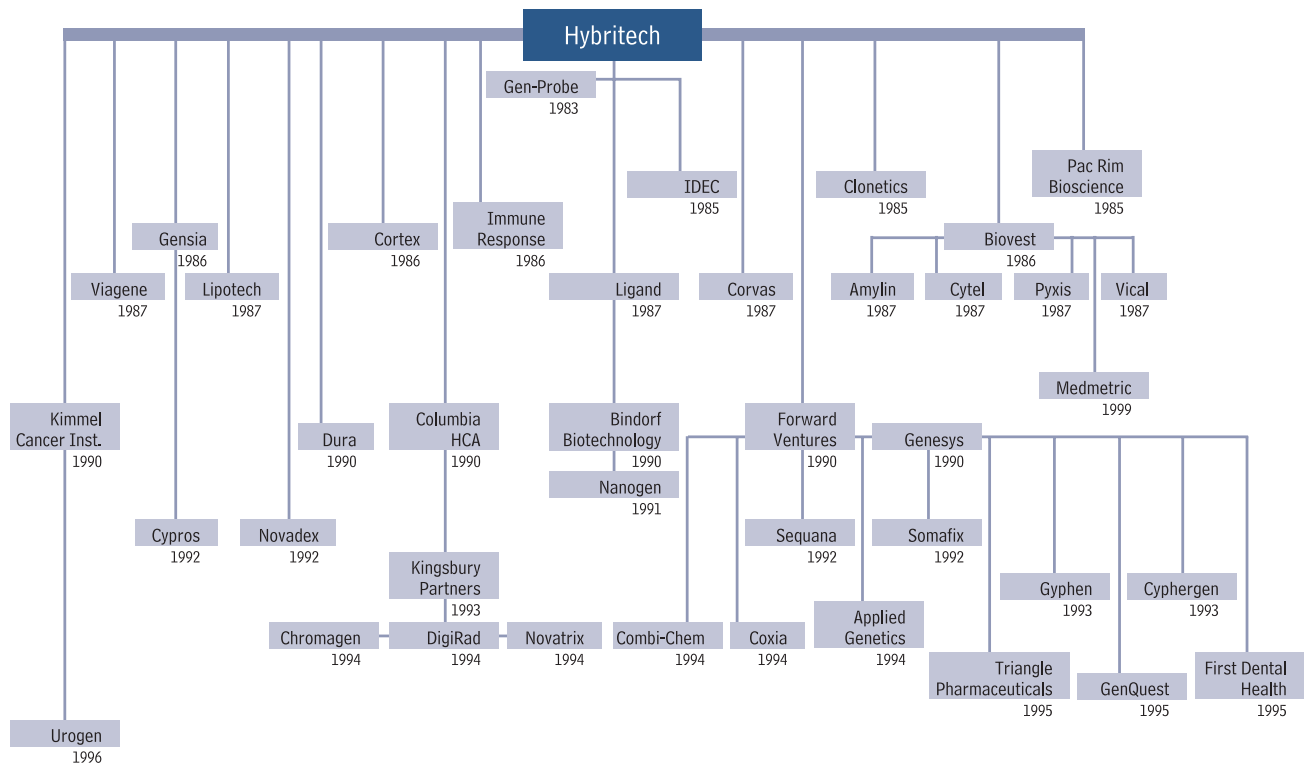 Hybritech
Gen-Probe
1983
IDEC
1985
Clonetics
1985
Pac Rim
Bioscience
1985
Gensia
1986
Cortex
1986
Immune
Response
1986
Biovest
1986
Viagene
1987
Lipotech
1987
Ligand
1987
Corvas
1987
Amylin
1987
Cytel
1987
Pyxis
1987
Vical
1987
Medmetric
1999
Kimmel
Cancer Inst.
1990
Dura
1990
Columbia
HCA
1990
Bindorf
Biotechnology
1990
Forward
Ventures
1990
Genesys
1990
Nanogen
1991
Cypros
1992
Novadex
1992
Sequana
1992
Somafix
1992
Kingsbury
Partners
1993
Gyphen
1993
Cyphergen
1993
Chromagen
1994
DigiRad
1994
Novatrix
1994
Combi-Chem
1994
Coxia
1994
Applied
Genetics
1994
Triangle
Pharmaceuticals
1995
GenQuest
1995
First Dental
Health
1995
Urogen
1996